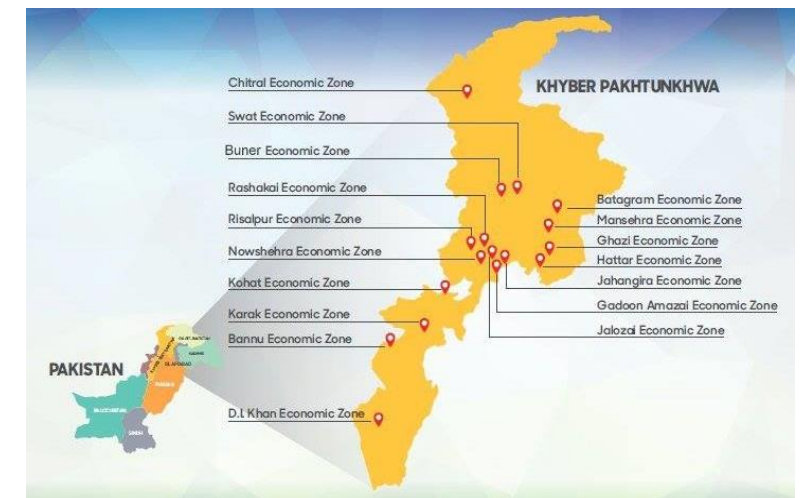 Chitral Economic Zone
KHYBER PAKHTUNKHWA
Swat Economic Zone
Buner Economic Zone
Rashakai Economic Zone
Risalpur Economic Zone
Nowshehra Economic Zone
Kohat Economic Zone
Karak Economic Zone
Bannu Economic Zone
D.I. Khan Economic Zone
Batagram Economic Zone
Mansehra Economic Zone
Ghazi Economic Zone
Hattar Economic Zone
Jahangira Economic Zone
Gadoon Amazai Economic Zone
Jalozai Economic Zone
PAKISTAN
PUNJAB
SINDH